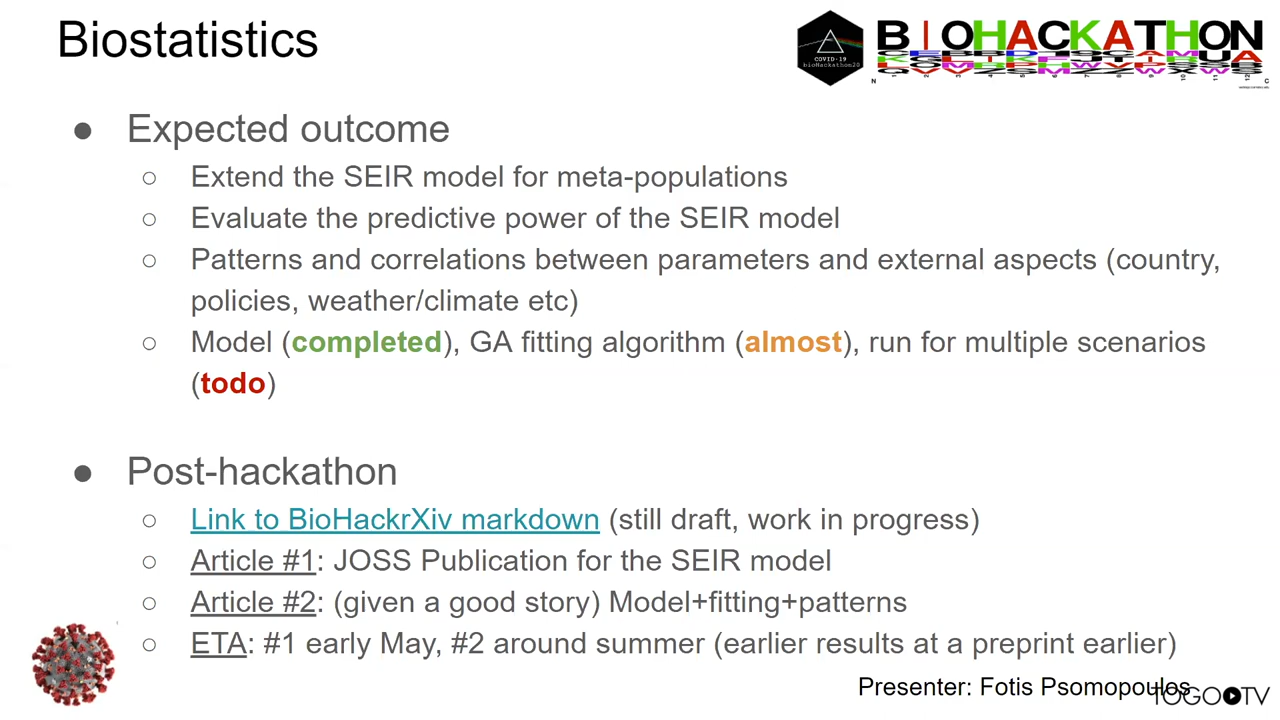 Biostatistics
COVID-19
bioHackathon20
BIOHACKATHON
● Expected outcome
○ Extend the SEIR model for meta-populations
○ Evaluate the predictive power of the SEIR model
○ Patterns and correlations between parameters and external aspects (country,
policies, weather/climate etc)
○ Model (completed), GA fitting algorithm (almost), run for multiple scenarios
(todo)
● Post-hackathon
○ Link to BioHackrXiv markdown (still draft, work in progress)
○ Article #1: JOSS Publication for the SEIR model
○ Article #2: (given a good story) Model+fitting+patterns
○ ETA: #1 early May, #2 around summer (earlier results at a preprint earlier)
Presenter: Fotis Psomopoulos
TOGOTV